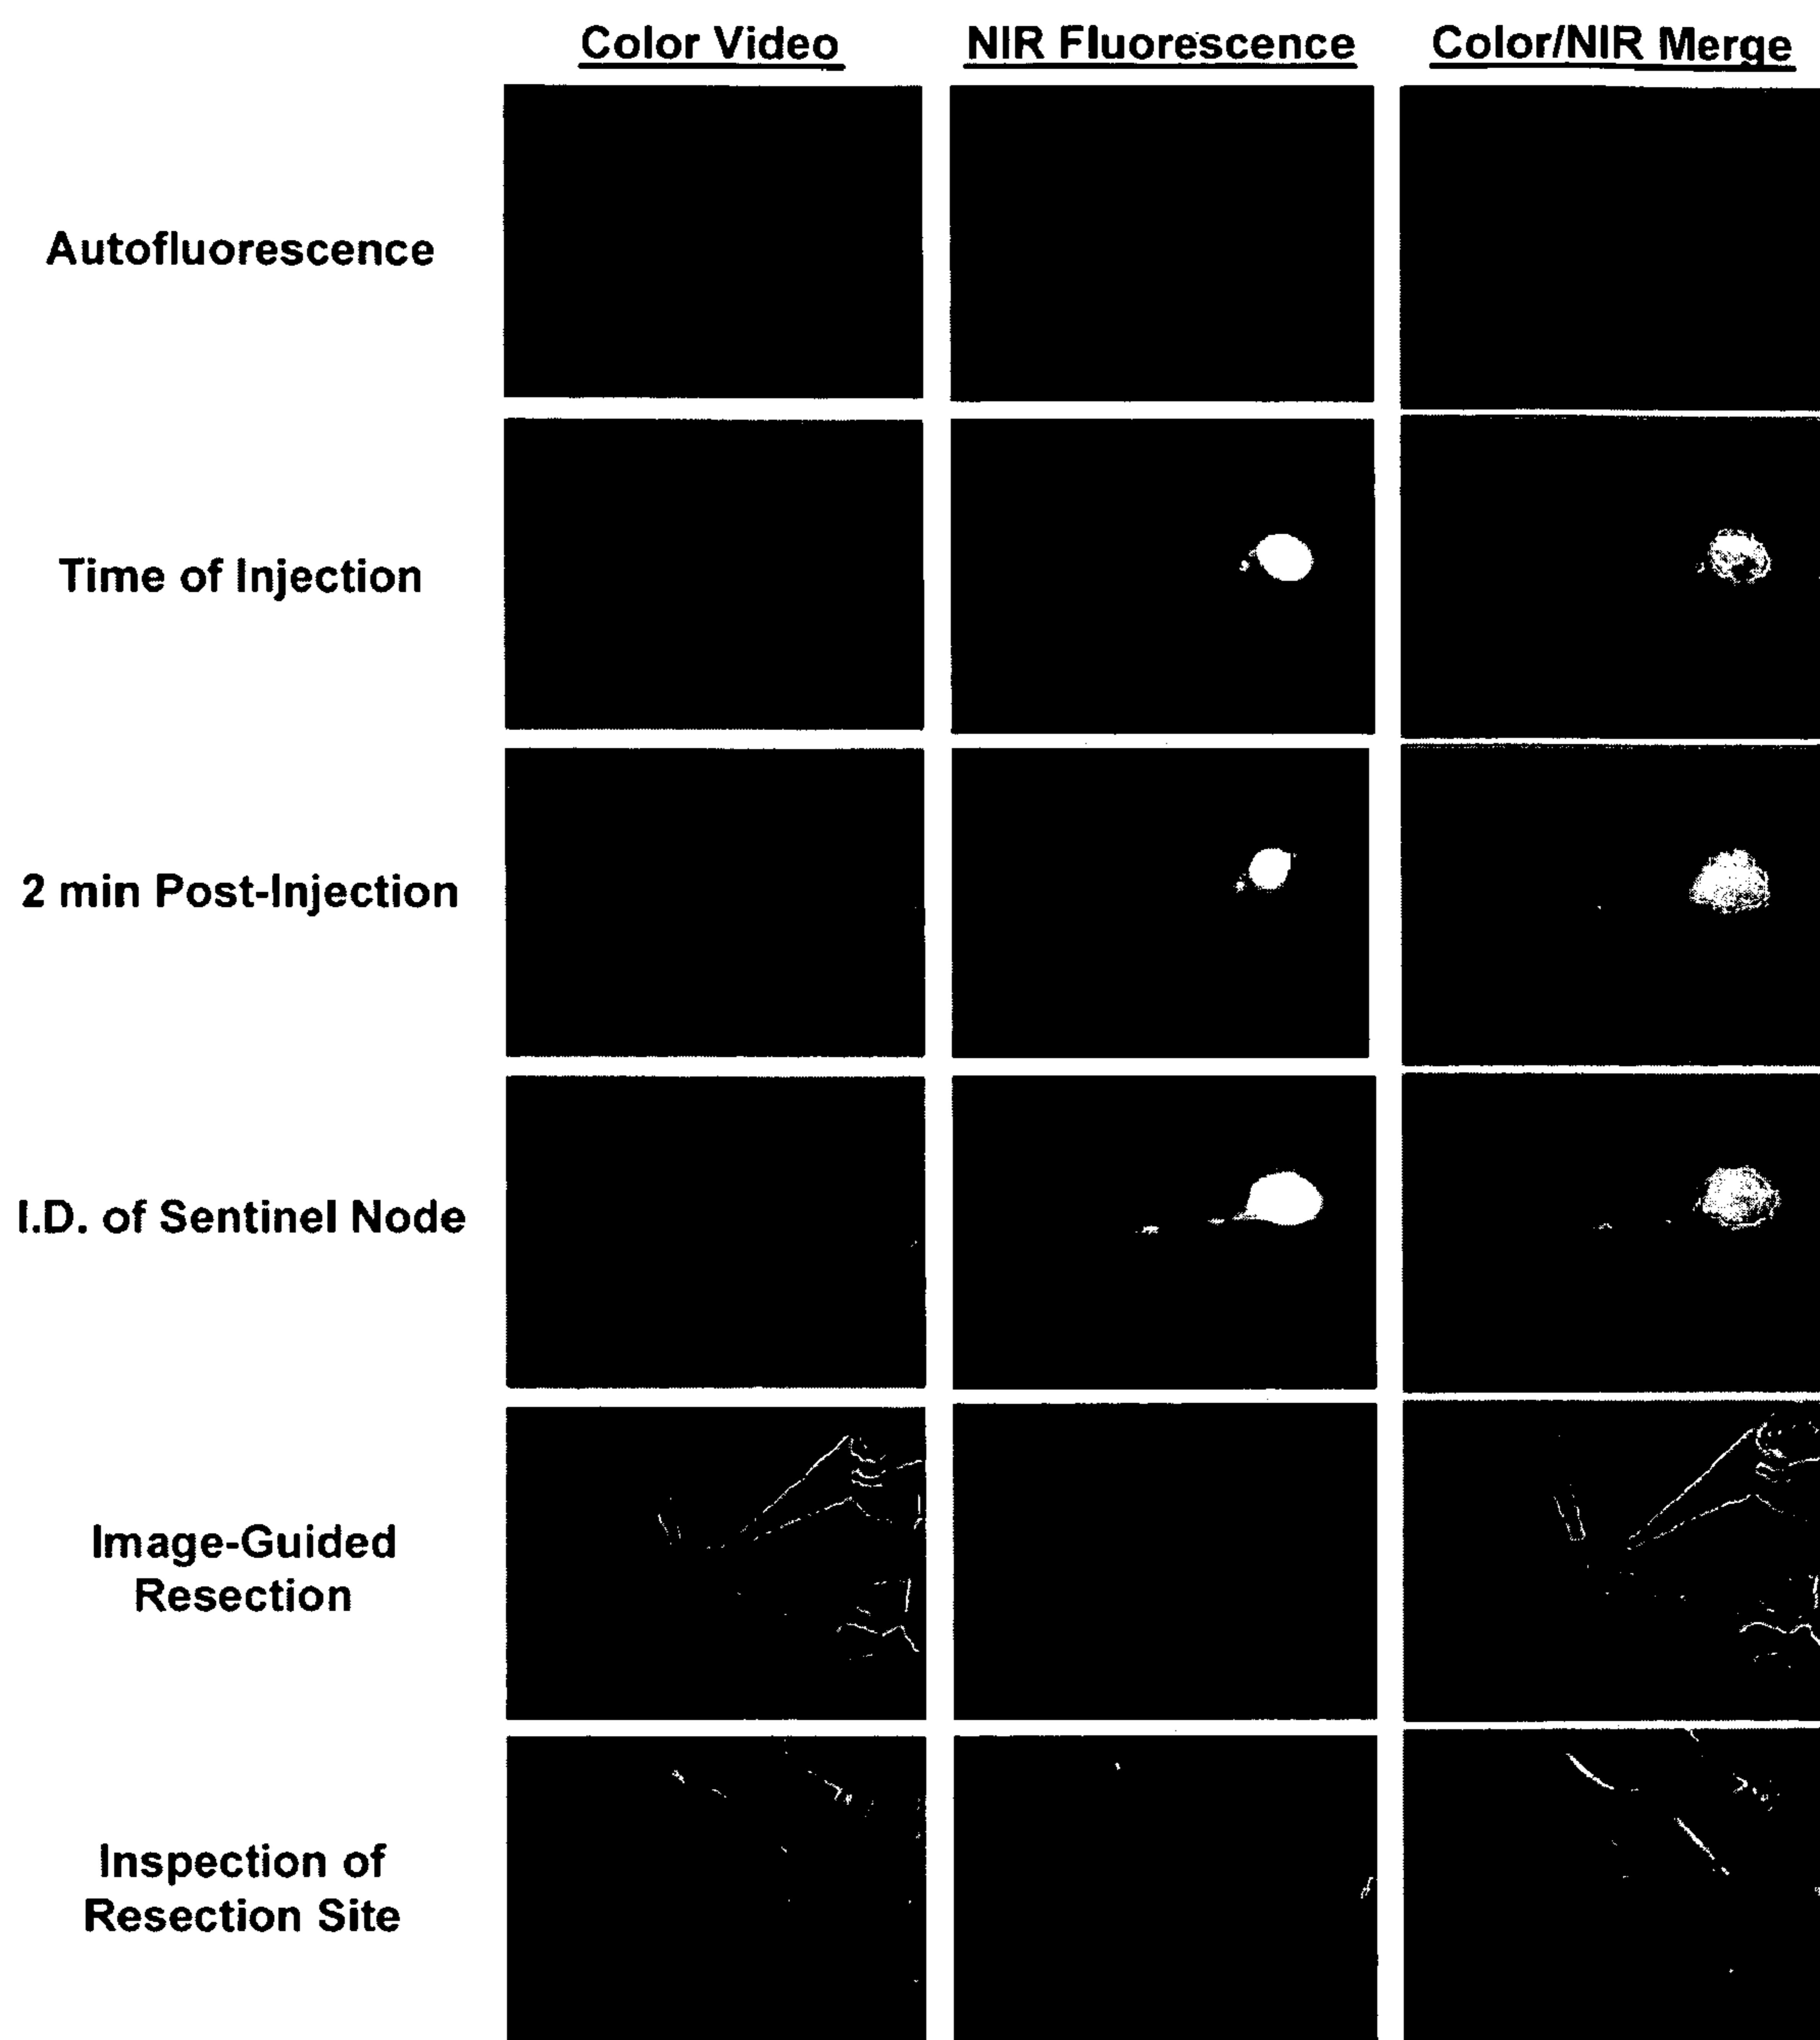 Color Video NIR Fluorescence Color/NIR Merge
Autofluorescence
Time of Injection
2 min Post-Injection
I.D. of Sentinel Node
Image-Guided
Resection
Inspection of
Resection Site